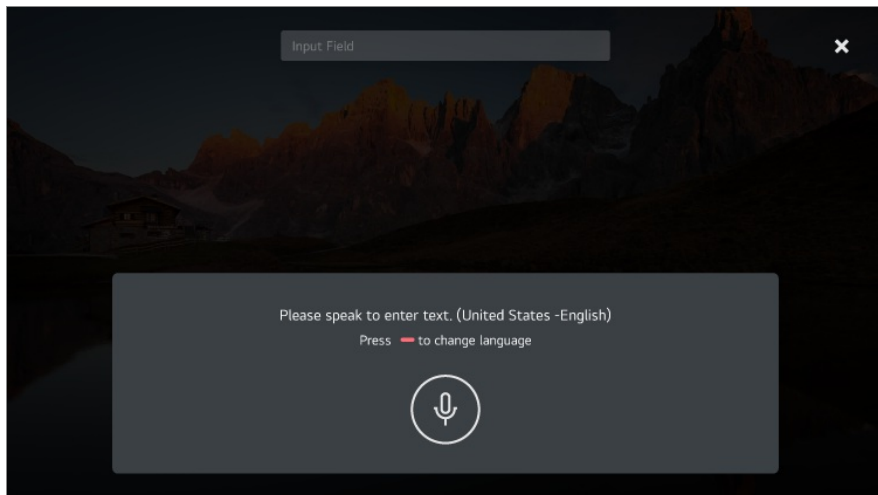 Input Field
Please speak to enter text. (United States -English)
Press to change language